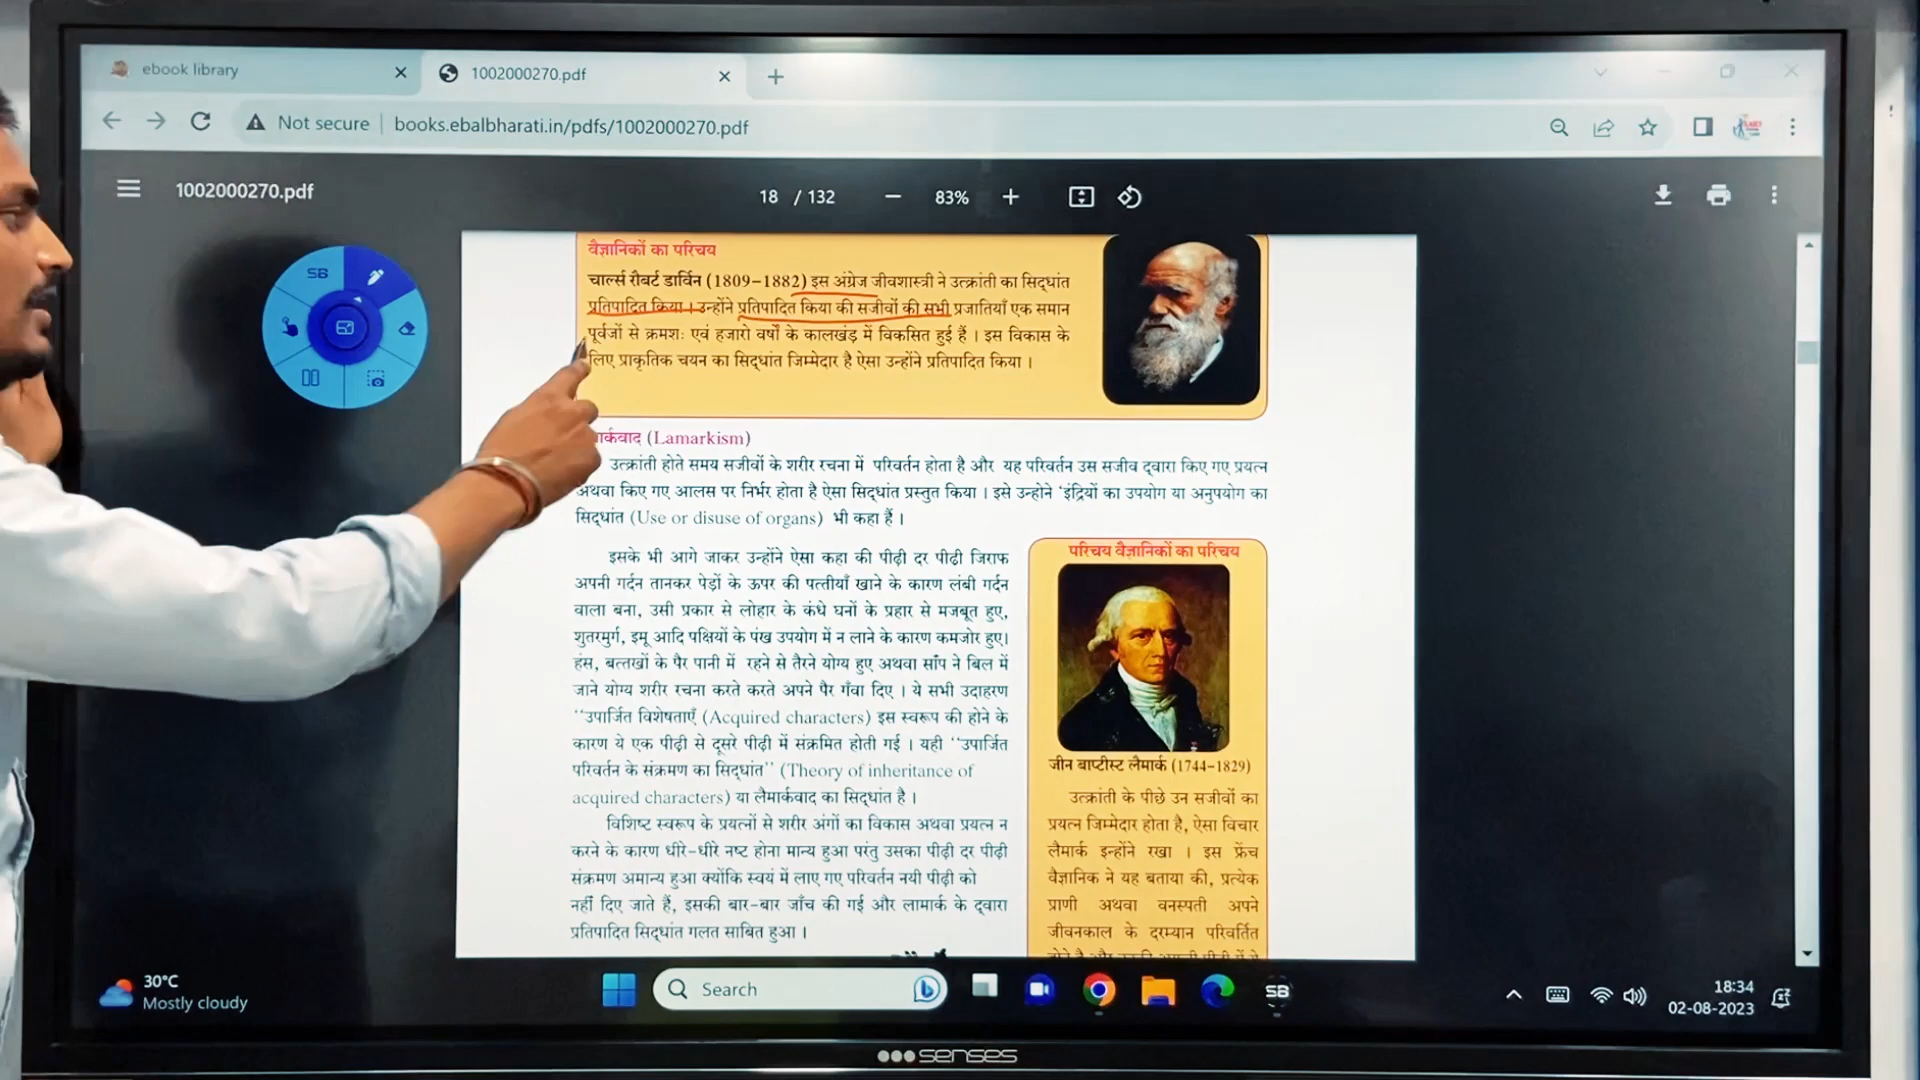 ebook library
1002000270.pdf
Not secure
books.ebalbharati.in/pdfs/1002000270.pdf
1002000270.pdf
18 / 132
83%
SB
वैज्ञानिकों का परिचय
चार्ल्स रौबर्ट डार्विन (1809-1882) इस अंग्रेज जीवशास्त्री ने उत्क्रांती का सिद्धांत
प्रतिपादित किया । उन्होंने प्रतिपादित किया की सजीवों की सभी प्रजातियाँ एक समान
पूर्वजों से क्रमशः एवं हजारो वर्षों के कालखंड़ में विकसित हुई हैं । इस विकास के
लिए प्राकृतिक चयन का सिद्धांत जिम्मेदार है ऐसा उन्होंने प्रतिपादित किया ।
(Lamarkism)
उत्क्रांती होते समय सजीवों के शरीर रचना में परिवर्तन होता है और यह परिवर्तन उस सजीव द्वारा किए गए प्रयत्न
अथवा किए गए आलस पर निर्भर होता है ऐसा सिद्धांत प्रस्तुत किया । इसे उन्होने 'इंद्रियों का उपयोग या अनुपयोग का
सिद्धांत (Use or disuse of organs) भी कहा हैं ।
इसके भी आगे जाकर उन्होंने ऐसा कहा की पीढ़ी दर पीढ़ी जिराफ
अपनी गर्दन तानकर पेड़ों के ऊपर की पत्तीयाँ खाने के कारण लंबी गर्दन
वाला बना, उसी प्रकार से लोहार के कंधे घनों के प्रहार से मजबूत हुए,
शुतरमुर्ग, इमू आदि पक्षियों के पंख उपयोग में न लाने के कारण कमजोर हुए।
हंस, बत्तखों के पैर पानी में रहने से तैरने योग्य हुए अथवा साँप ने बिल में
जाने योग्य शरीर रचना करते करते अपने पैर गँवा दिए । ये सभी उदाहरण
''उपार्जित विशेषताएँ (Acquired characters) इस स्वरूप की होने के
कारण ये एक पीढ़ी से दूसरे पीढ़ी में संक्रमित होती गई । यही ''उपार्जित
परिवर्तन के संक्रमण का सिद्धांत'' (Theory of inheritance of
acquired characters) या लैमार्कवाद का सिद्धांत है ।
विशिष्ट स्वरूप के प्रयत्नों से शरीर अंगों का विकास अथवा प्रयत्न न
करने के कारण धीरे-धीरे नष्ट होना मान्य हुआ परंतु उसका पीढ़ी दर पीढ़ी
संक्रमण अमान्य हुआ क्योंकि स्वयं में लाए गए परिवर्तन नयी पीढ़ी को
नहीं दिए जाते हैं, इसकी बार-बार जाँच की गई और लामार्क के द्वारा
प्रतिपादित सिद्धांत गलत साबित हुआ ।
परिचय वैज्ञानिकों का परिचय
जीन बाप्टीस्ट लैमार्क (1744-1829)
उत्क्रांती के पीछे उन सजीवों का
प्रयत्न जिम्मेदार होता है, ऐसा विचार
लैमार्क इन्होंने रखा । इस फ्रेंच
वैज्ञानिक ने यह बताया की, प्रत्येक
प्राणी अथवा वनस्पती अपने
जीवनकाल के दरम्यान परिवर्तित
30°C
Mostly cloudy
Search
SB
18:34
02-08-2023
senses